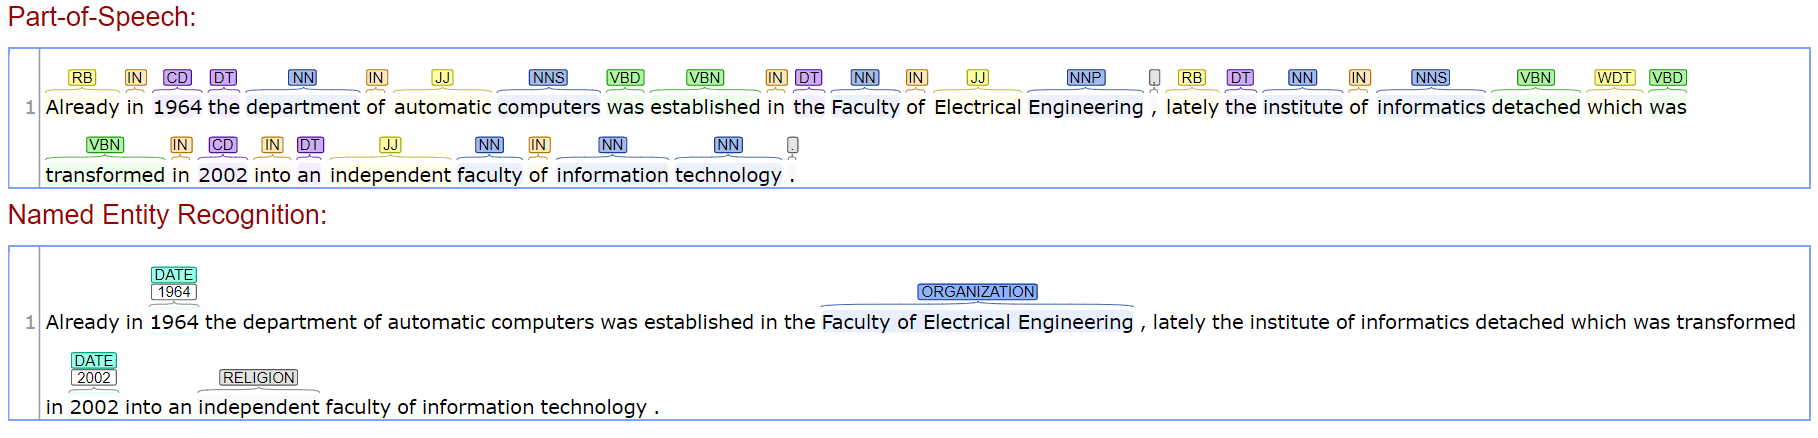 Part-of-Speech:
RB IN CD DT NN IN JJ NNS VBD VBN IN DT NN IN JJ NNP , RB DT NN IN NNS VBN WDT VBD
1 Already in 1964 the department of automatic computers was established in the Faculty of Electrical Engineering , lately the institute of informatics detached which was
VBN IN CD IN DT JJ NN IN NN NN .
transformed in 2002 into an independent faculty of information technology .
Named Entity Recognition:
DATE
1964 ORGANIZATION
1 Already in 1964 the department of automatic computers was established in the Faculty of Electrical Engineering , lately the institute of informatics detached which was transformed
DATE
2002 RELIGION
in 2002 into an independent faculty of information technology .